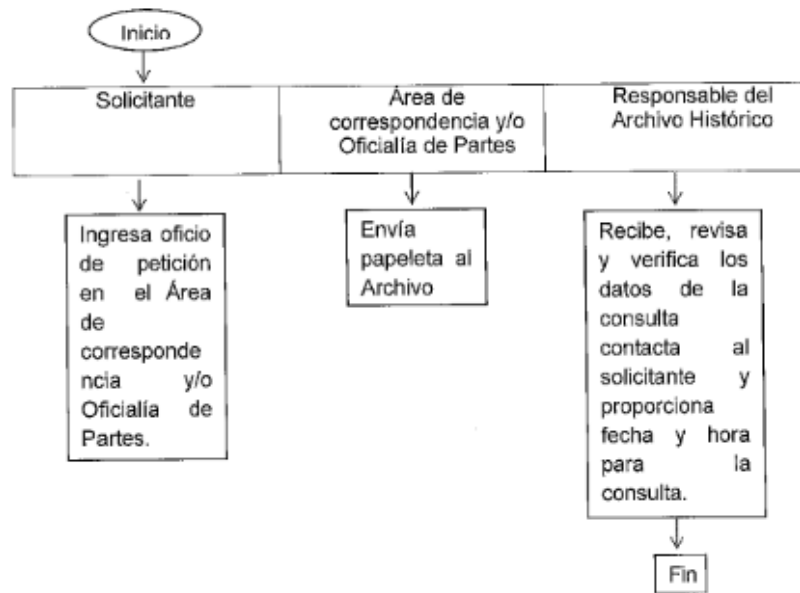 Inicio
Solicitante
Área de
correspondencia y/o
Oficialía de Partes
Responsable del
Archivo Histórico
Ingresa oficio
de petición
en el Área
de
corresponde
ncia y/o
Oficialía de
Partes.
Envía
papeleta al
Archivo
Recibe, revisa
y verifica los
datos de la
consulta
contacta al
solicitante y
proporciona
fecha y hora
para la
consulta.
Fin